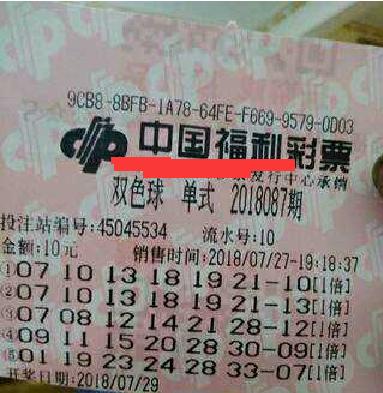 9CB8-8BFB-1A78-64FE-F669-9579-0D03
中国福利彩票
发行中心承销
双色球 单式 2018087期
投注站编号:45045534 流水号:10
金额:10元 销售时间:2018/07/27-19:18:37
①07 10 13 18 19 21-10[1倍]
②07 10 13 18 19 21-13[1倍]
③07 08 12 14 21 28-12[1倍]
④09 11 15 20 28 30-09[1倍]
⑤01 19 23 24 28 33-07[1倍]
开奖日期:2018/07/29